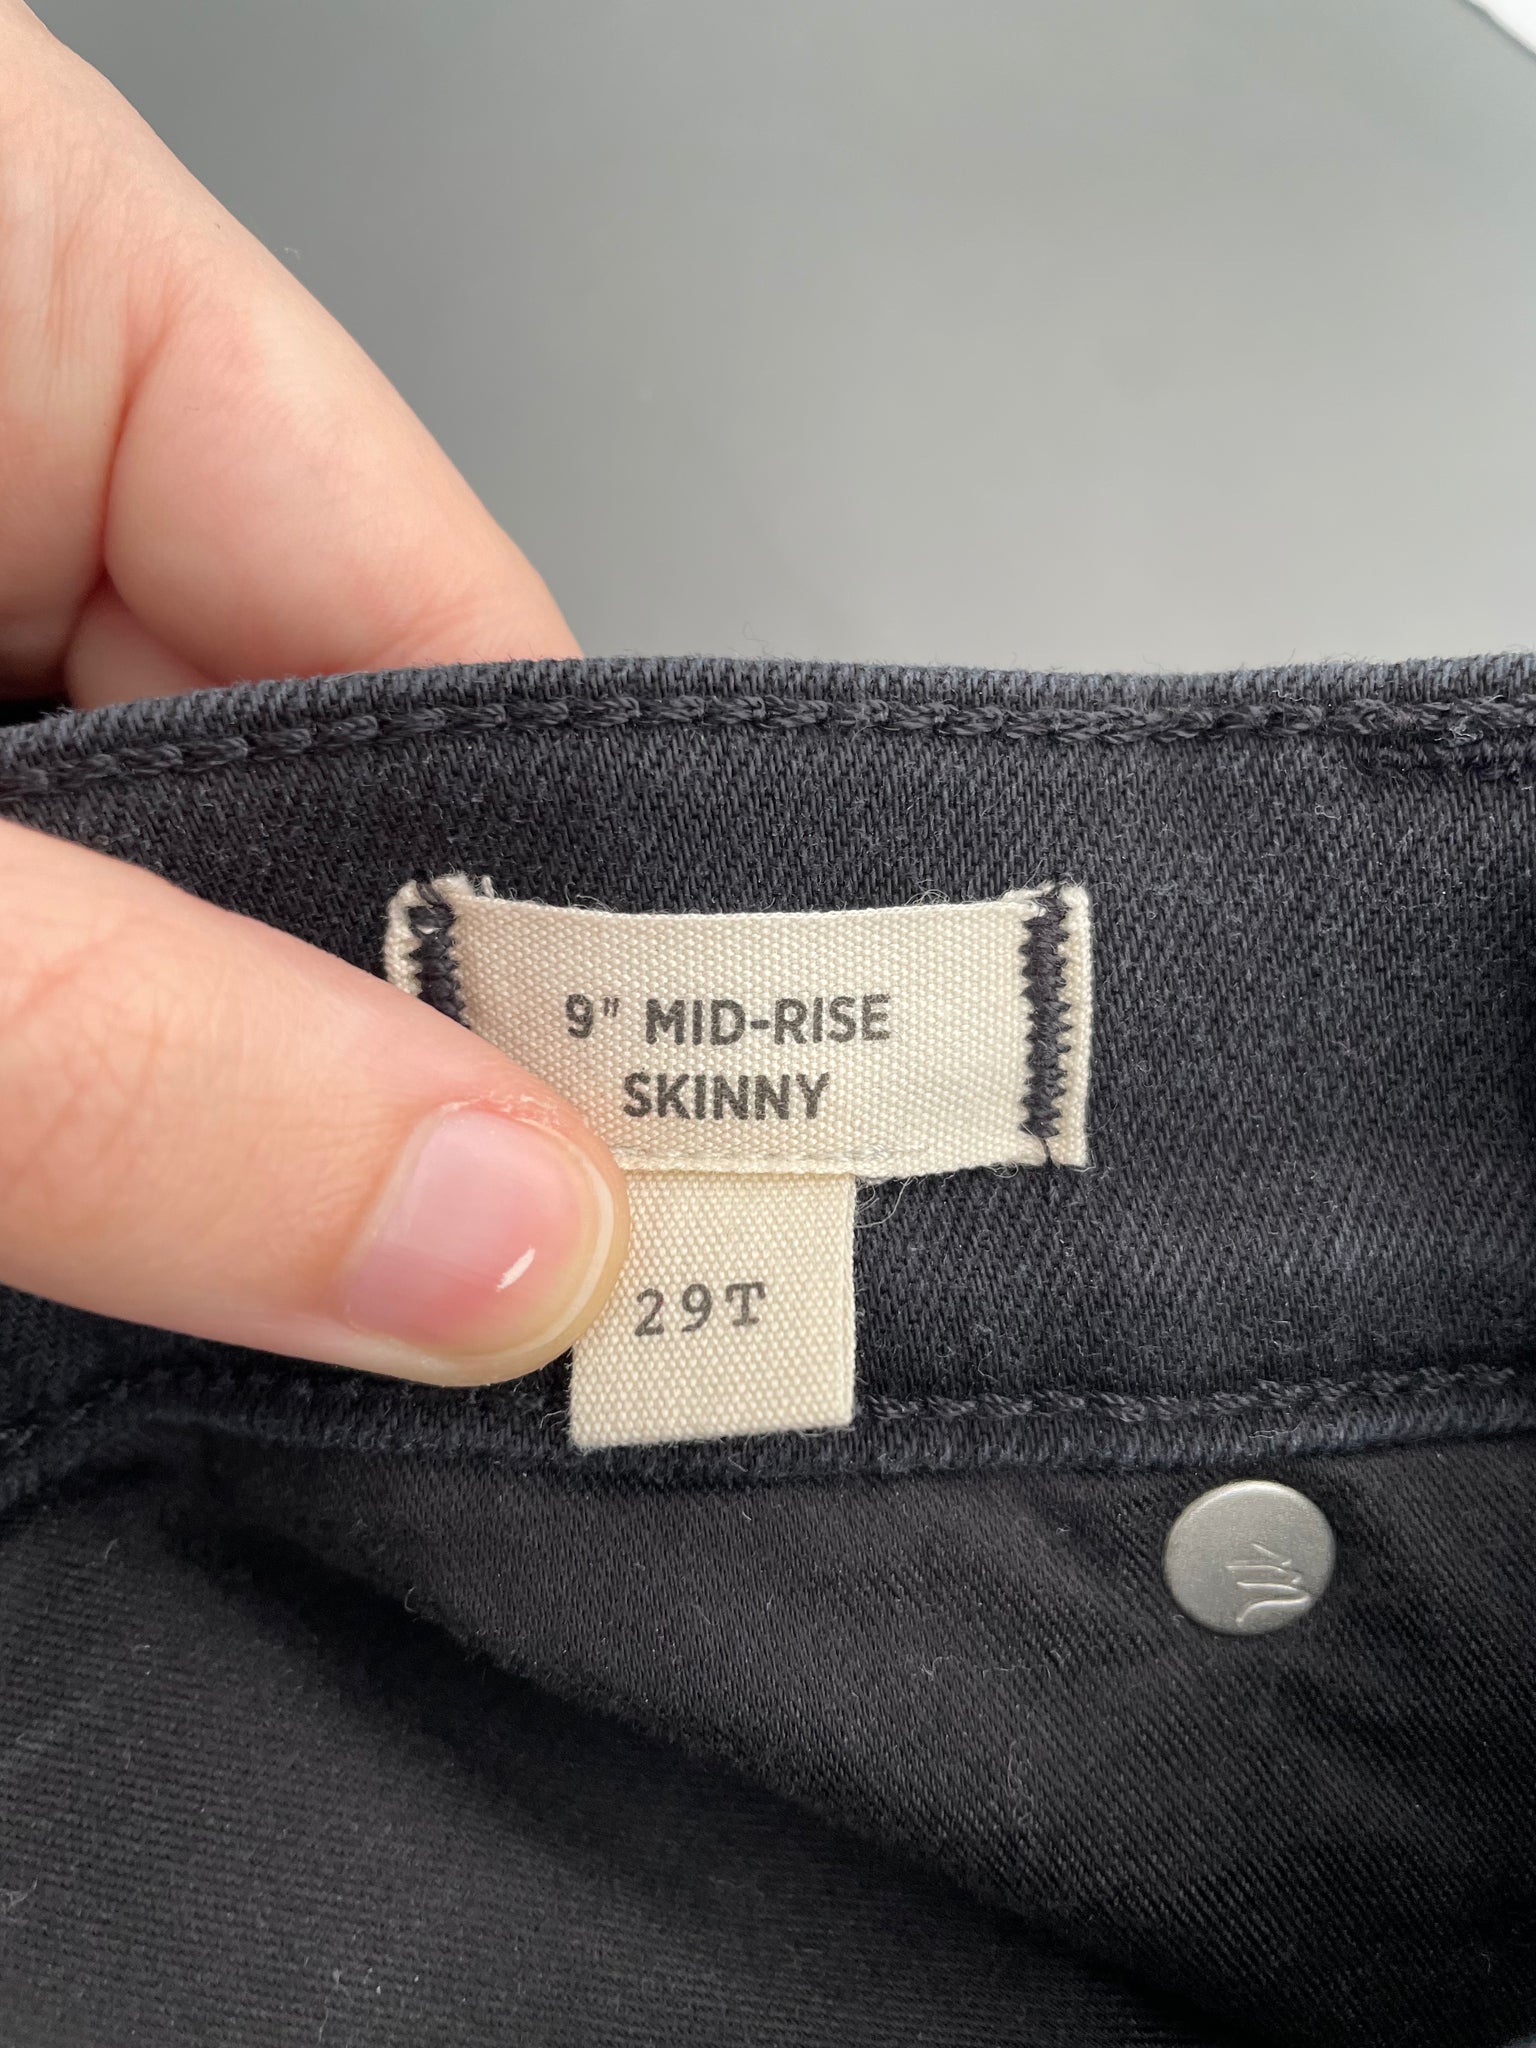 9" MID-RISE
SKINNY
29T
M